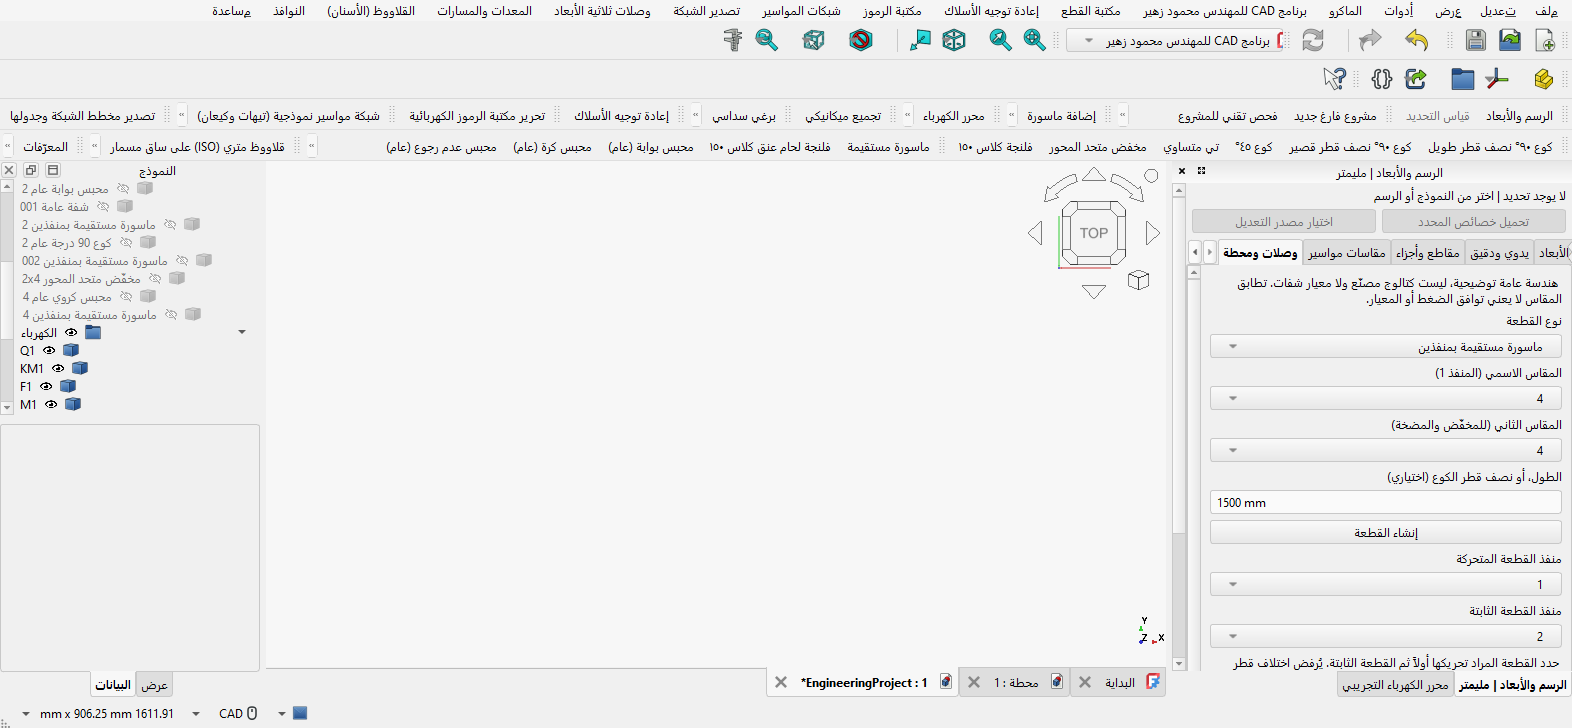 ملف تعديل عرض أدوات الماكرو برنامج CAD للمهندس محمود زهير مكتبة القطع إعادة توجيه الأسلاك مكتبة الرموز شبكات المواسير تصدير الشبكة وصلات ثلاثية الأبعاد المعدات والمسارات القلاووظ (الأسنان) النوافذ مساعدة
برنامج CAD للمهندس محمود زهير
الرسم والأبعاد قياس التحديد مشروع فارغ جديد فحص تقني للمشروع إضافة ماسورة محرر الكهرباء تجميع ميكانيكي برغي سداسي إعادة توجيه الأسلاك تحرير مكتبة الرموز الكهربائية شبكة مواسير نموذجية (تيهات وكيعان) تصدير مخطط الشبكة وجدولها
كوع ٩٠° نصف قطر طويل كوع ٩٠° نصف قطر قصير كوع ٤٥° تي متساوي مخفض متحد المحور فلنجة كلاس ١٥٠ ماسورة مستقيمة فلنجة لحام عنق كلاس ١٥٠ محبس بوابة (عام) محبس كرة (عام) محبس عدم رجوع (عام) قلاووظ متري (ISO) على ساق مسمار المعرّفات
النموذج
محبس بوابة عام 2
شفة عامة 001
ماسورة مستقيمة بمنفذين 2
كوع 90 درجة عام 2
ماسورة مستقيمة بمنفذين 002
مخفّض متحد المحور 2x4
محبس كروي عام 4
ماسورة مستقيمة بمنفذين 4
الكهرباء
Q1
KM1
F1
M1
عرض البيانات
TOP
Y
Z X
الرسم والأبعاد | مليمتر
لا يوجد تحديد | اختر من النموذج أو الرسم
تحميل خصائص المحدد اختيار مصدر التعديل
الأبعاد يدوي ودقيق مقاطع وأجزاء مقاسات مواسير وصلات ومحطة
هندسة عامة توضيحية، ليست كتالوج مصنّع ولا معيار شفات. تطابق
المقاس لا يعني توافق الضغط أو المعيار.
نوع القطعة
ماسورة مستقيمة بمنفذين
المقاس الاسمي (المنفذ 1)
4
المقاس الثاني (للمخفّض والمضخة)
4
الطول، أو نصف قطر الكوع (اختياري)
1500 mm
إنشاء القطعة
منفذ القطعة المتحركة
1
منفذ القطعة الثابتة
2
حدد القطعة المراد تحريكها أولاً ثم القطعة الثابتة. يُرفض اختلاف قطر
الرسم والأبعاد | مليمتر محرر الكهرباء التجريبي
البداية محطة : 1 EngineeringProject : 1*
1611.91 mm x 906.25 mm CAD